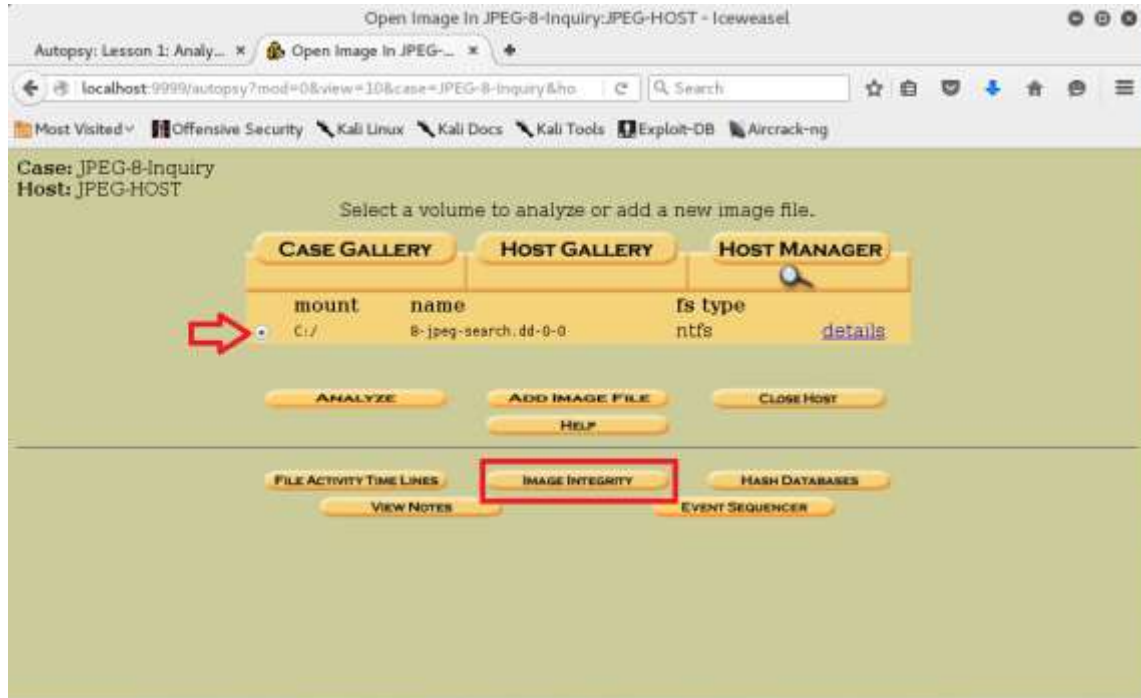 Open Image In JPEG-8-Inquiry:JPEG-HOST - Iceweasel
Autopsy: Lesson 1: Analy... Open Image In JPEG-...
localhost:9999/autopsy?mod=0&view=10&case=JPEG-8-Inquiry&ho Search
Most Visited Offensive Security Kali Linux Kali Docs Kali Tools Exploit-DB Aircrack-ng
Case: JPEG-8-Inquiry
Host: JPEG-HOST
Select a volume to analyze or add a new image file.
CASE GALLERY HOST GALLERY HOST MANAGER
mount name fs type
C:/ 8-jpeg-search.dd-0-0 ntfs details
ANALYZE ADD IMAGE FILE CLOSE HOST
HELP
FILE ACTIVITY TIME LINES IMAGE INTEGRITY HASH DATABASES
VIEW NOTES EVENT SEQUENCER